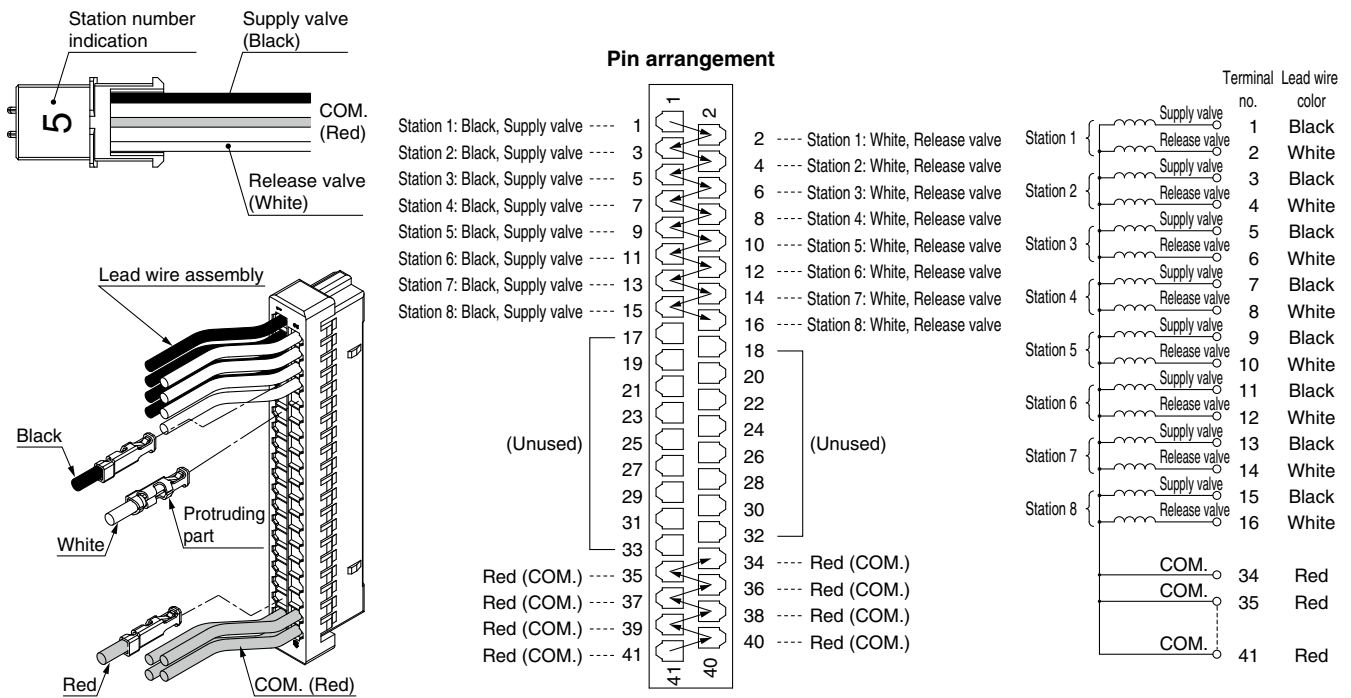 Station number
indication
Supply valve
(Black)
5
COM.
(Red)
Release valve
(White)
Lead wire assembly
Black
White
Protruding
part
Red
COM. (Red)
Pin arrangement
1
2
Station 1: Black, Supply valve ---- 1
2 ---- Station 1: White, Release valve
Station 2: Black, Supply valve ---- 3
4 ---- Station 2: White, Release valve
Station 3: Black, Supply valve ---- 5
6 ---- Station 3: White, Release valve
Station 4: Black, Supply valve ---- 7
8 ---- Station 4: White, Release valve
Station 5: Black, Supply valve ---- 9
10 ---- Station 5: White, Release valve
Station 6: Black, Supply valve ---- 11
12 ---- Station 6: White, Release valve
Station 7: Black, Supply valve ---- 13
14 ---- Station 7: White, Release valve
Station 8: Black, Supply valve ---- 15
16 ---- Station 8: White, Release valve
17
18
19
20
21
22
23
24
(Unused) 25
26 (Unused)
27
28
29
30
31
32
33
34 ---- Red (COM.)
Red (COM.) ---- 35
36 ---- Red (COM.)
Red (COM.) ---- 37
38 ---- Red (COM.)
Red (COM.) ---- 39
40 ---- Red (COM.)
Red (COM.) ---- 41
41
40
Terminal no. Lead wire color
Station 1
Supply valve 1 Black
Release valve 2 White
Station 2
Supply valve 3 Black
Release valve 4 White
Station 3
Supply valve 5 Black
Release valve 6 White
Station 4
Supply valve 7 Black
Release valve 8 White
Station 5
Supply valve 9 Black
Release valve 10 White
Station 6
Supply valve 11 Black
Release valve 12 White
Station 7
Supply valve 13 Black
Release valve 14 White
Station 8
Supply valve 15 Black
Release valve 16 White
COM. 34 Red
COM. 35 Red
COM. 41 Red